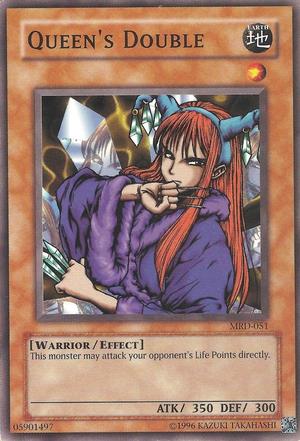 QUEEN'S DOUBLE
EARTH
地
MRD-051
[WARRIOR/EFFECT]
This monster may attack your opponent's Life Points directly.
ATK/ 350 DEF/ 300
05901497
©1996 KAZUKI TAKAHASHI